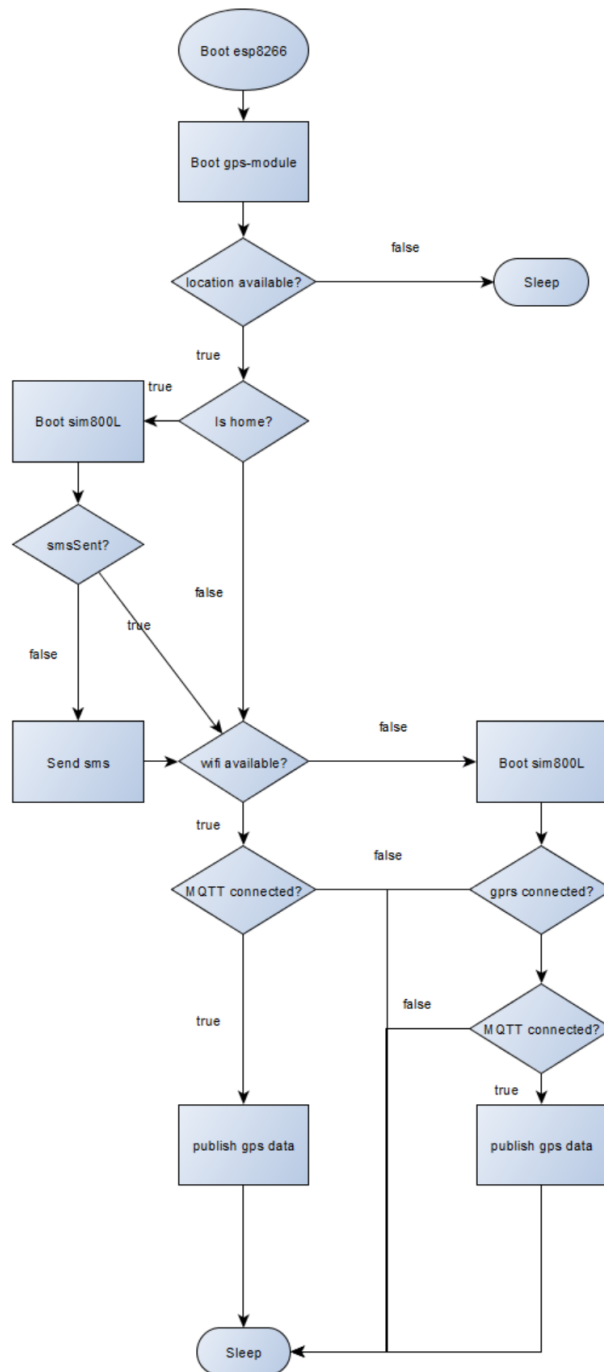 Boot esp8266
Boot gps-module
false
location available?
Sleep
true
true
Boot sim800L
Is home?
smsSent?
false
true
false
false
Send sms
wifi available?
Boot sim800L
true
false
MQTT connected?
gprs connected?
false
true
MQTT connected?
true
publish gps data
publish gps data
Sleep